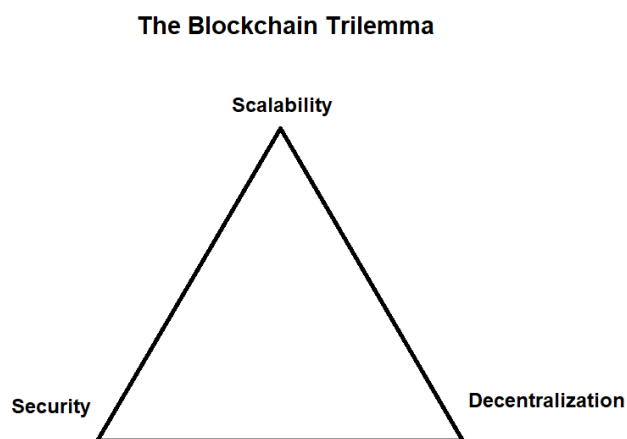 The Blockchain Trilemma
Scalability
Security
Decentralization